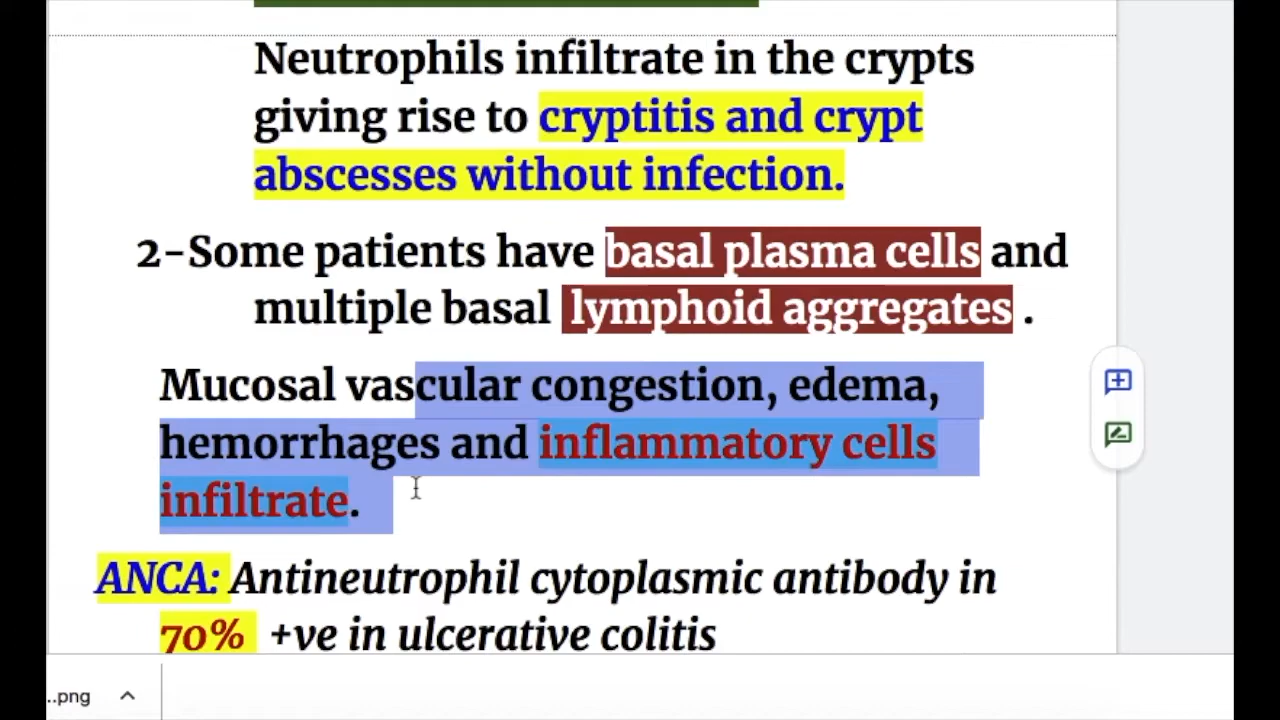 Neutrophils infiltrate in the crypts
giving rise to cryptitis and crypt
abscesses without infection.
2-Some patients have basal plasma cells and
multiple basal lymphoid aggregates .
Mucosal vascular congestion, edema,
hemorrhages and inflammatory cells
infiltrate.
ANCA: Antineutrophil cytoplasmic antibody in
70% +ve in ulcerative colitis
..png